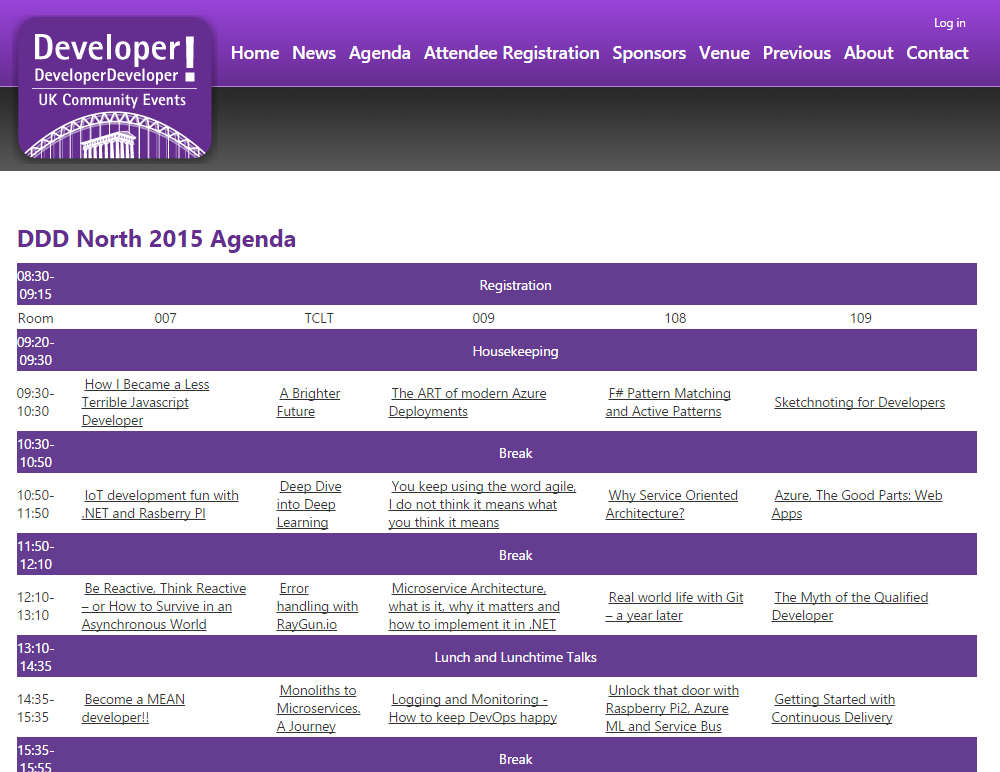 Log in
Developer!
DeveloperDeveloper
UK Community Events
Home News Agenda Attendee Registration Sponsors Venue Previous About Contact
DDD North 2015 Agenda
08:30-
09:15
Registration
Room 007 TCLT 009 108 109
09:20-
09:30
Housekeeping
09:30-
10:30
How I Became a Less
Terrible Javascript
Developer
A Brighter
Future
The ART of modern Azure
Deployments
F# Pattern Matching
and Active Patterns
Sketchnoting for Developers
10:30-
10:50
Break
10:50-
11:50
IoT development fun with
.NET and Rasberry PI
Deep Dive
into Deep
Learning
You keep using the word agile,
I do not think it means what
you think it means
Why Service Oriented
Architecture?
Azure, The Good Parts: Web
Apps
11:50-
12:10
Break
12:10-
13:10
Be Reactive, Think Reactive
– or How to Survive in an
Asynchronous World
Error
handling with
RayGun.io
Microservice Architecture,
what is it, why it matters and
how to implement it in .NET
Real world life with Git
– a year later
The Myth of the Qualified
Developer
13:10-
14:35
Lunch and Lunchtime Talks
14:35-
15:35
Become a MEAN
developer!!
Monoliths to
Microservices.
A Journey
Logging and Monitoring -
How to keep DevOps happy
Unlock that door with
Raspberry Pi2, Azure
ML and Service Bus
Getting Started with
Continuous Delivery
15:35-
15:55
Break